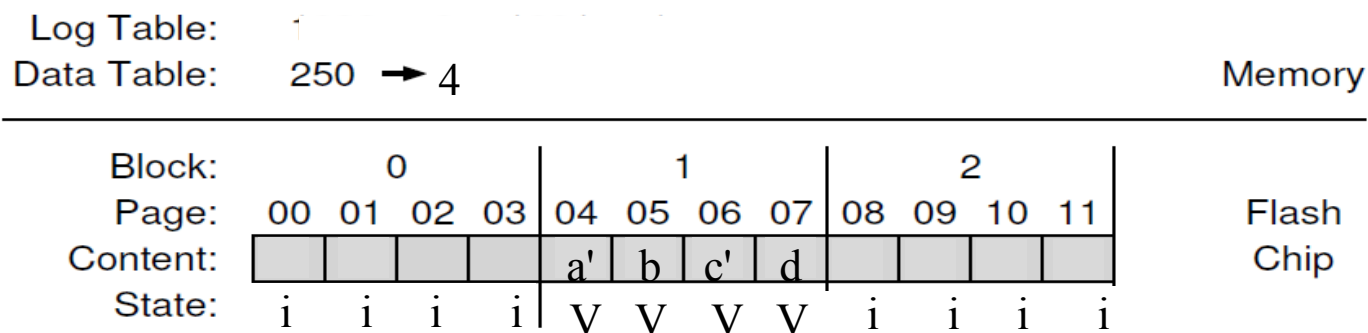 Log Table:
Data Table: 250 → 4 Memory
Block: 0 1 2
Page: 00 01 02 03 04 05 06 07 08 09 10 11 Flash
Content: a' b c' d Chip
State: i i i i V V V V i i i i